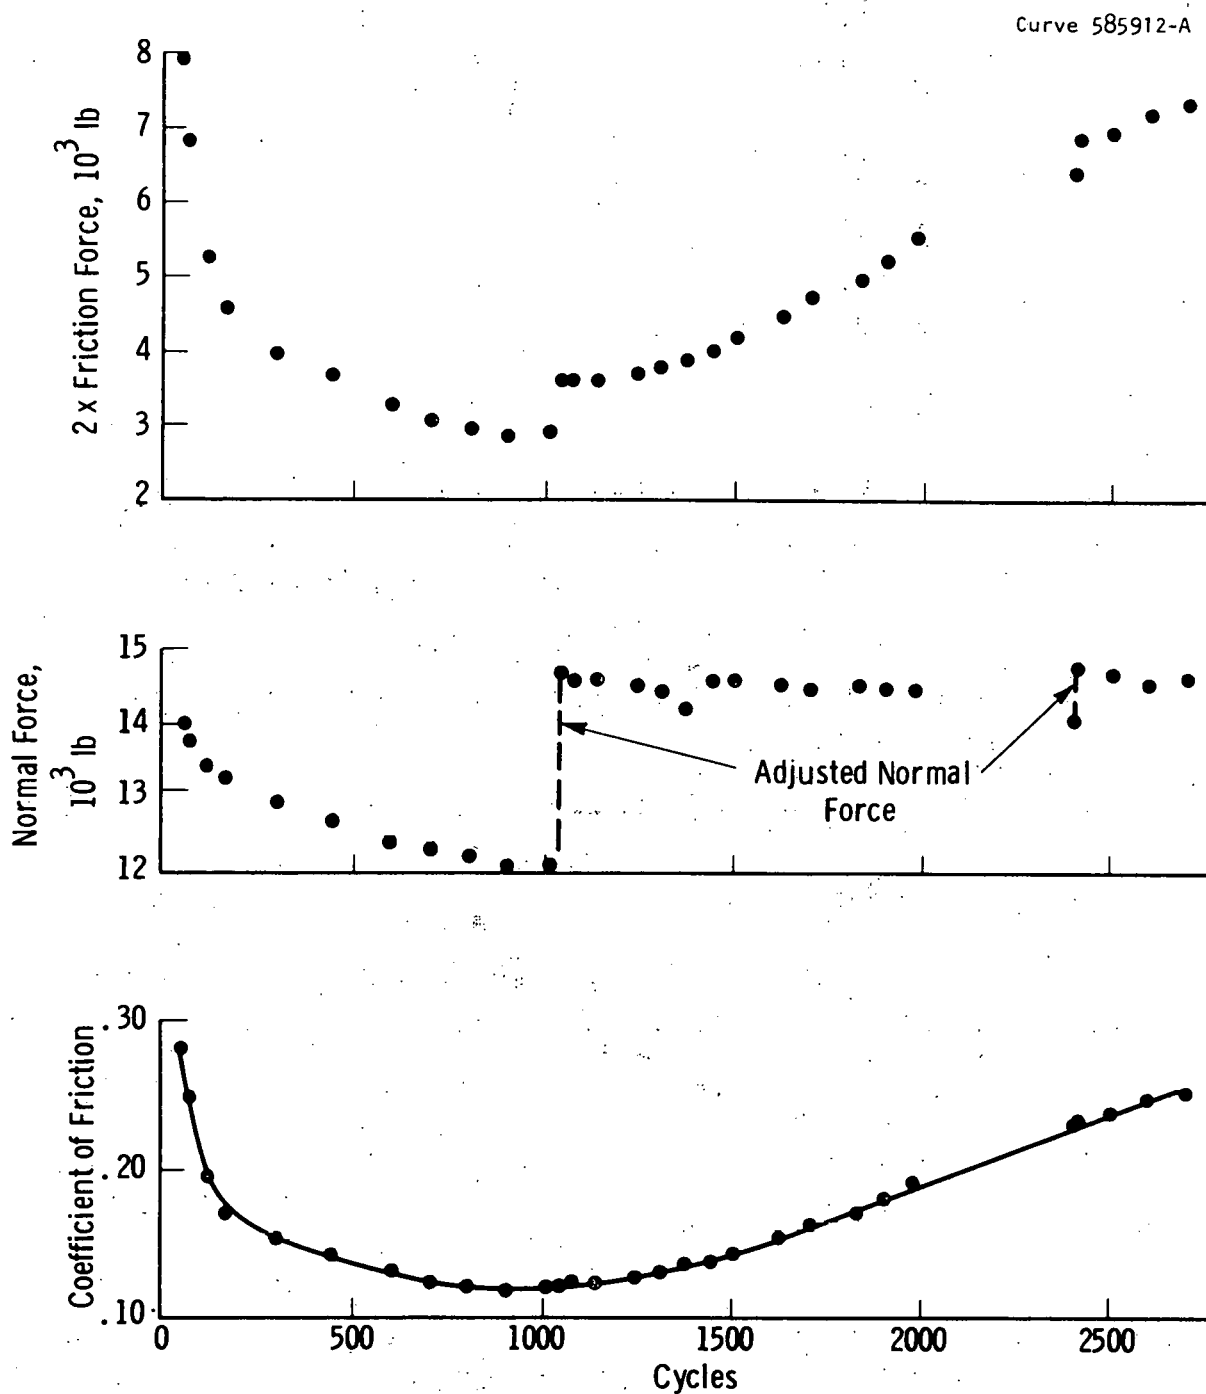 Curve 585912-A
2 x Friction Force, 10³ lb
8
7
6
5
4
3
2
Normal Force,
10³ lb
15
14
13
12
Adjusted Normal
Force
Coefficient of Friction
.30
.20
.10
0 500 1000 1500 2000 2500
Cycles